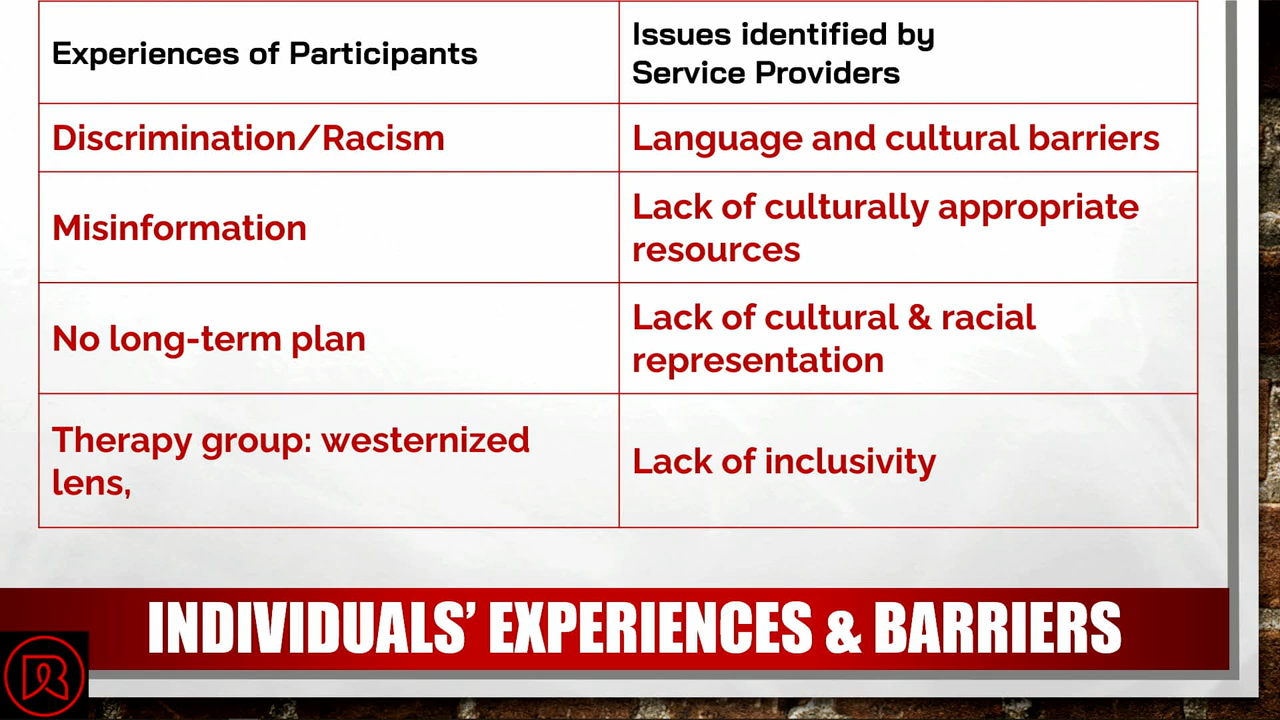 Experiences of Participants
Issues identified by
Service Providers
Discrimination/Racism
Language and cultural barriers
Misinformation
Lack of culturally appropriate
resources
No long-term plan
Lack of cultural & racial
representation
Therapy group: westernized
lens,
Lack of inclusivity
INDIVIDUALS’ EXPERIENCES & BARRIERS